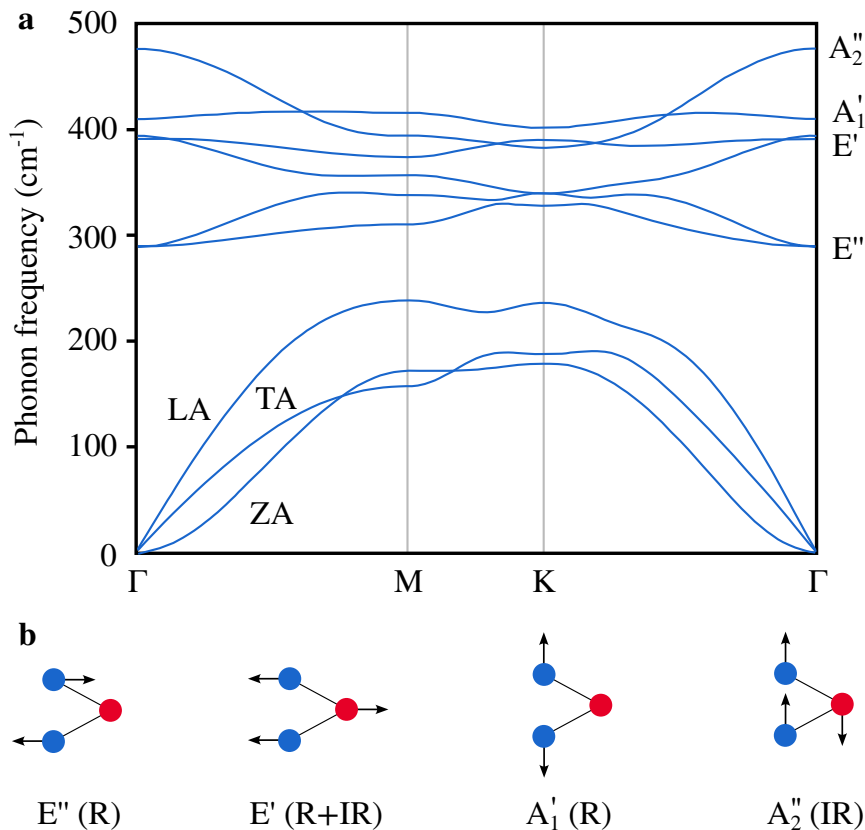 a
Phonon frequency (cm⁻¹)
500
400
300
200
100
0
LA
TA
ZA
Γ M K Γ
A₂''
A₁'
E'
E''
b
E'' (R) E' (R+IR) A₁' (R) A₂'' (IR)